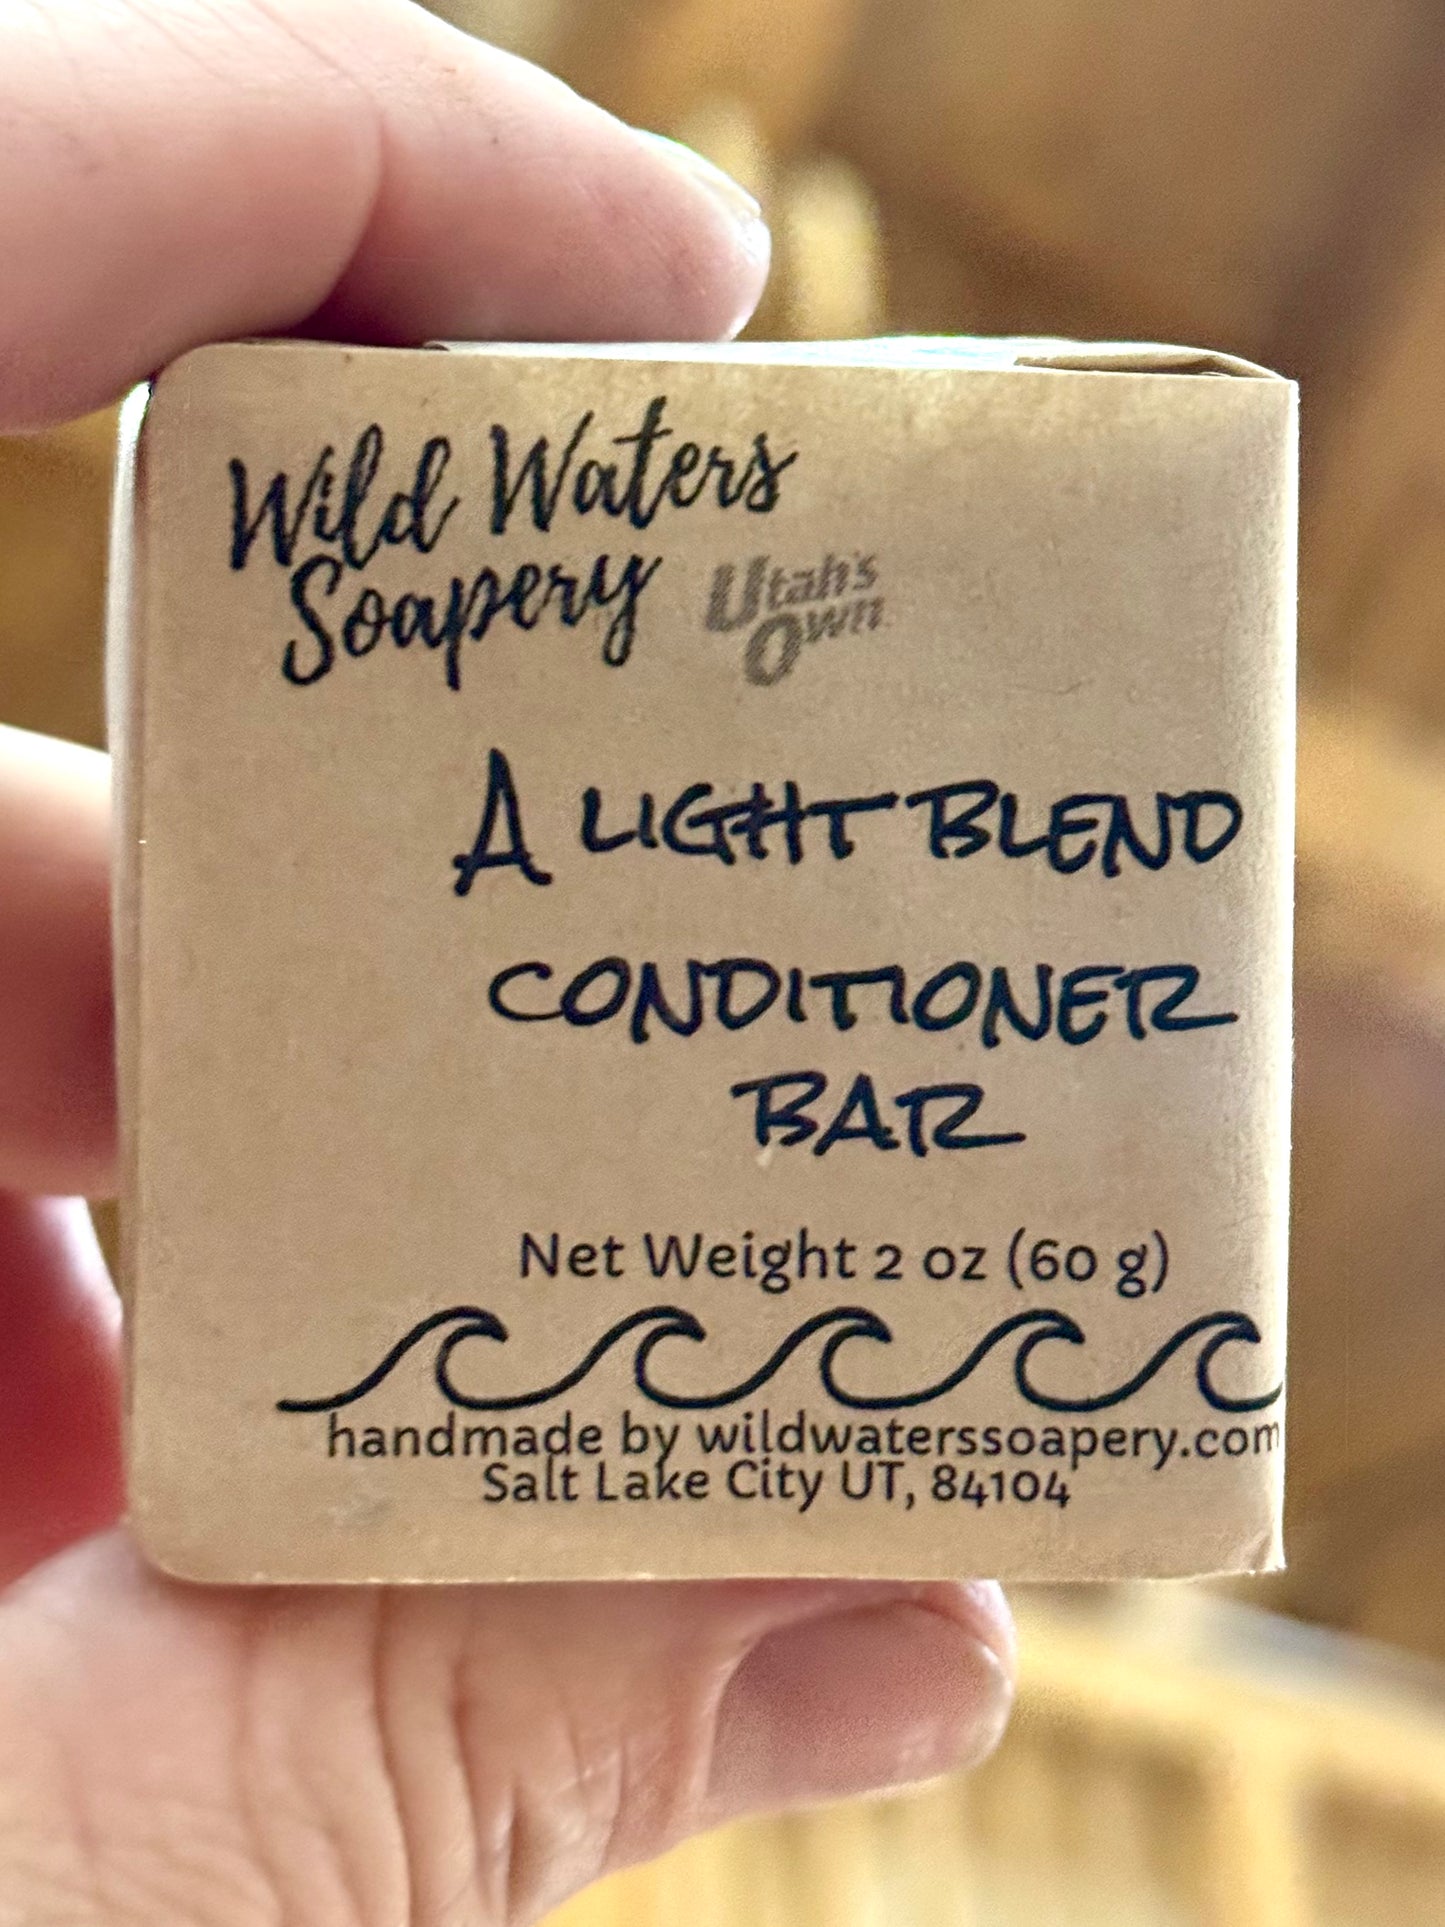 Wild Waters
Soapery
Utah's
Own
A LIGHT BLEND
CONDITIONER
BAR
Net Weight 2 oz (60 g)
handmade by wildwaterssoapery.com
Salt Lake City UT, 84104